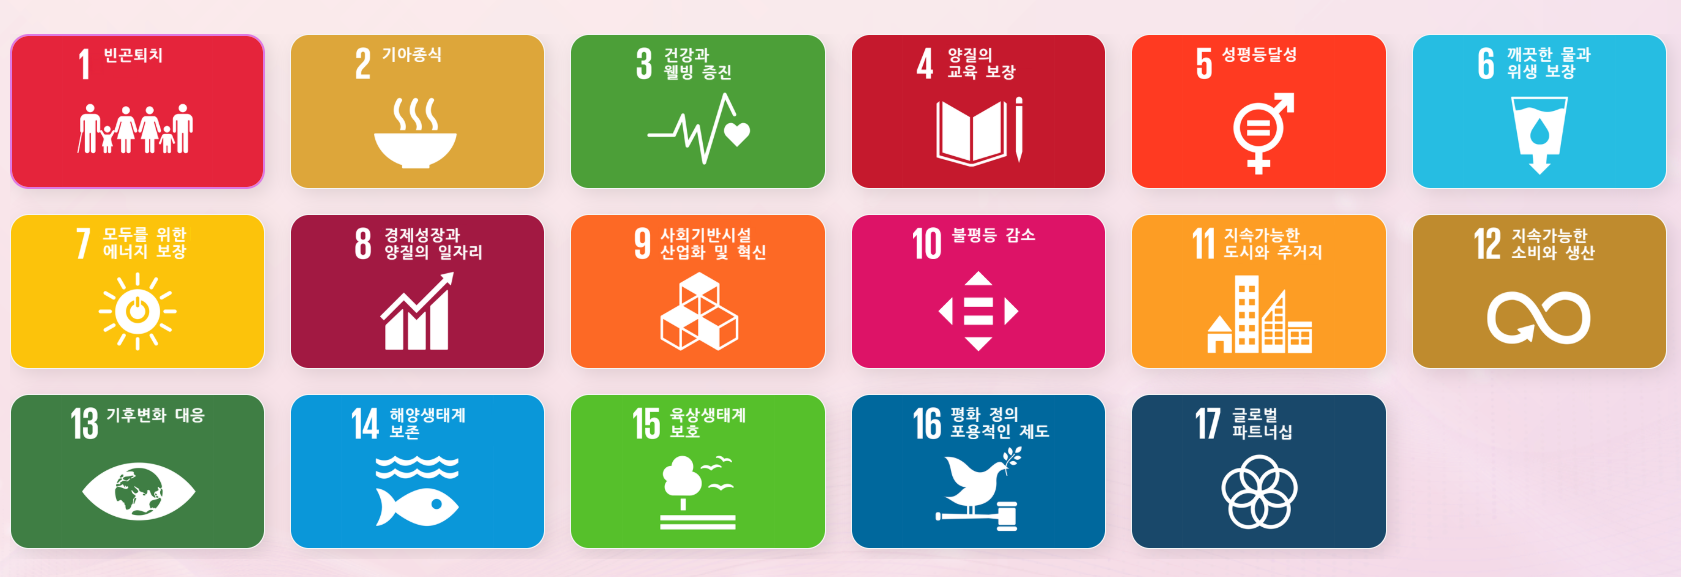 1 빈곤퇴치
2 기아종식
3 건강과
웰빙 증진
4 양질의
교육 보장
5 성평등달성
6 깨끗한 물과
위생 보장
7 모두를 위한
에너지 보장
8 경제성장과
양질의 일자리
9 사회기반시설
산업화 및 혁신
10 불평등 감소
11 지속가능한
도시와 주거지
12 지속가능한
소비와 생산
13 기후변화 대응
14 해양생태계
보존
15 육상생태계
보호
16 평화 정의
포용적인 제도
17 글로벌
파트너십